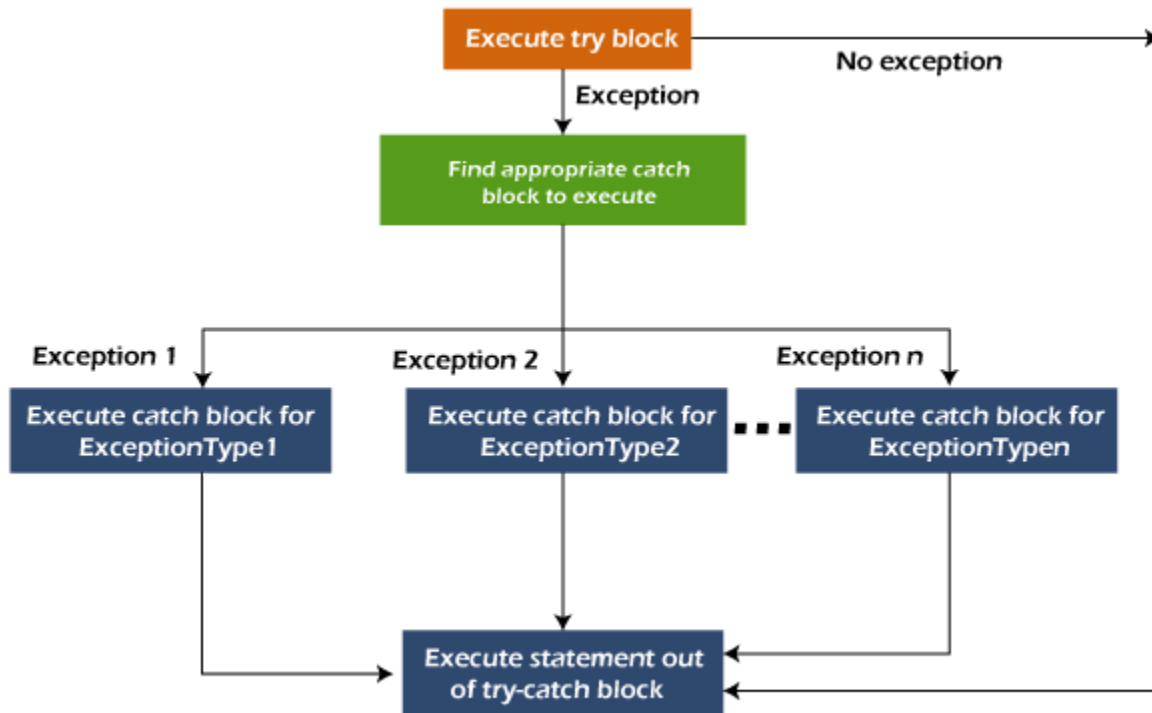 Execute try block
No exception
Exception
Find appropriate catch
block to execute
Exception 1
Exception 2
Exception n
Execute catch block for
ExceptionType1
Execute catch block for
ExceptionType2
Execute catch block for
ExceptionTypen
Execute statement out
of try-catch block